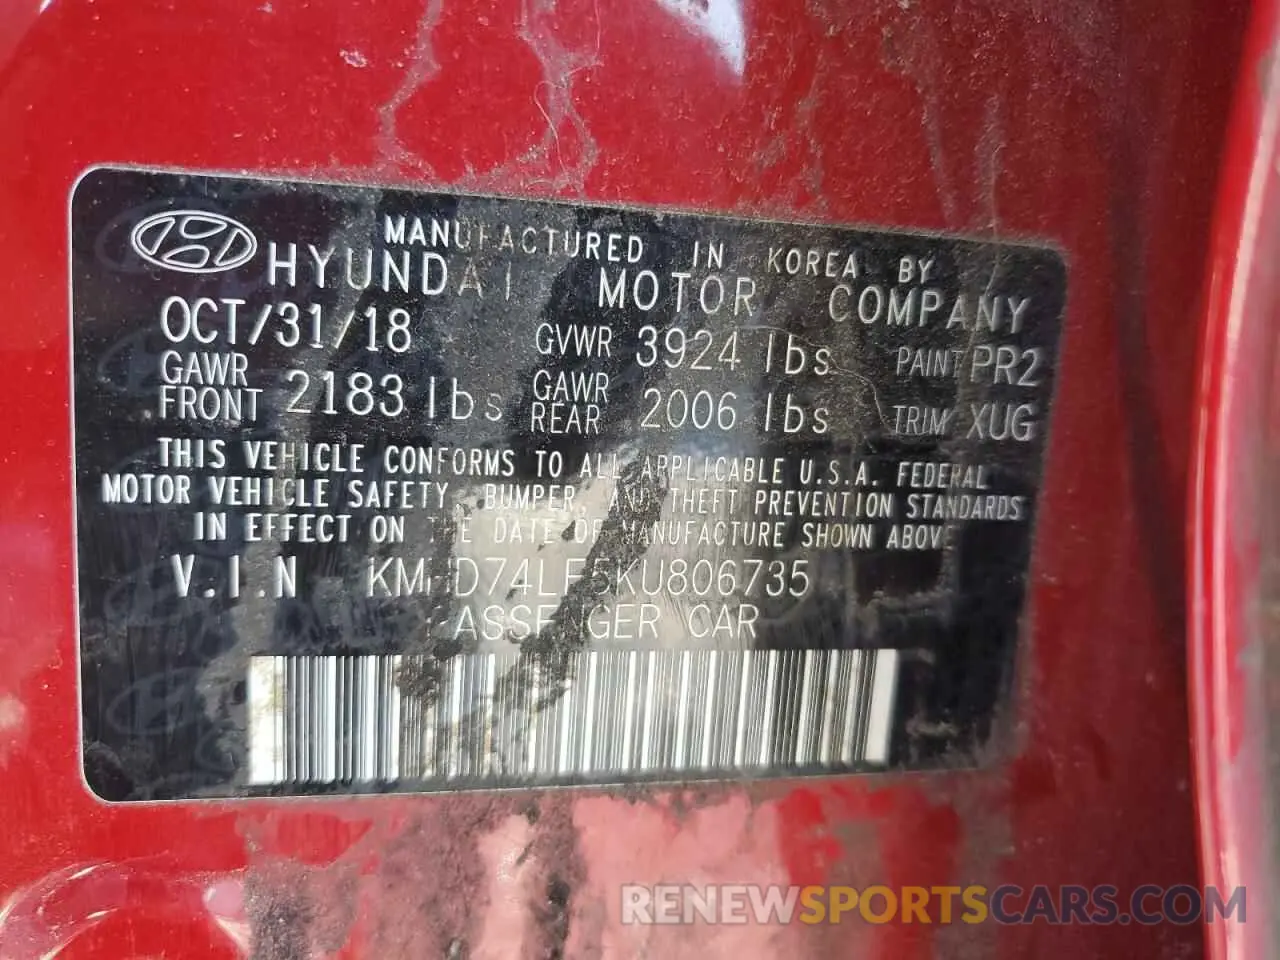 MANUFACTURED IN KOREA BY
HYUNDAI MOTOR COMPANY
OCT/31/18 GVWR 3924 lbs PAINT PR2
GAWR FRONT 2183 lbs GAWR REAR 2006 lbs TRIM XUG
THIS VEHICLE CONFORMS TO ALL APPLICABLE U.S.A. FEDERAL
MOTOR VEHICLE SAFETY, BUMPER, AND THEFT PREVENTION STANDARDS
IN EFFECT ON THE DATE OF MANUFACTURE SHOWN ABOVE
V.I.N KMHD74LF5KU806735
PASSENGER CAR
RENEWSPORTSCARS.COM